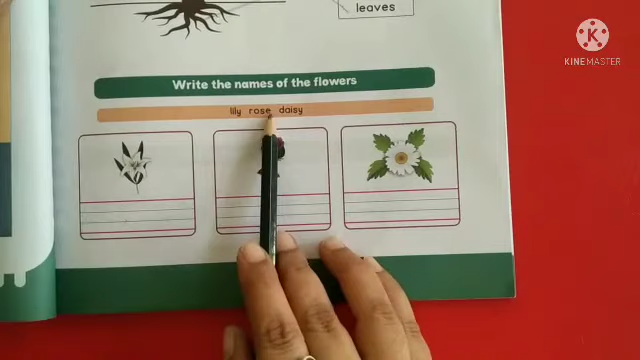 leaves
KINEMASTER
Write the names of the flowers
lily rose daisy